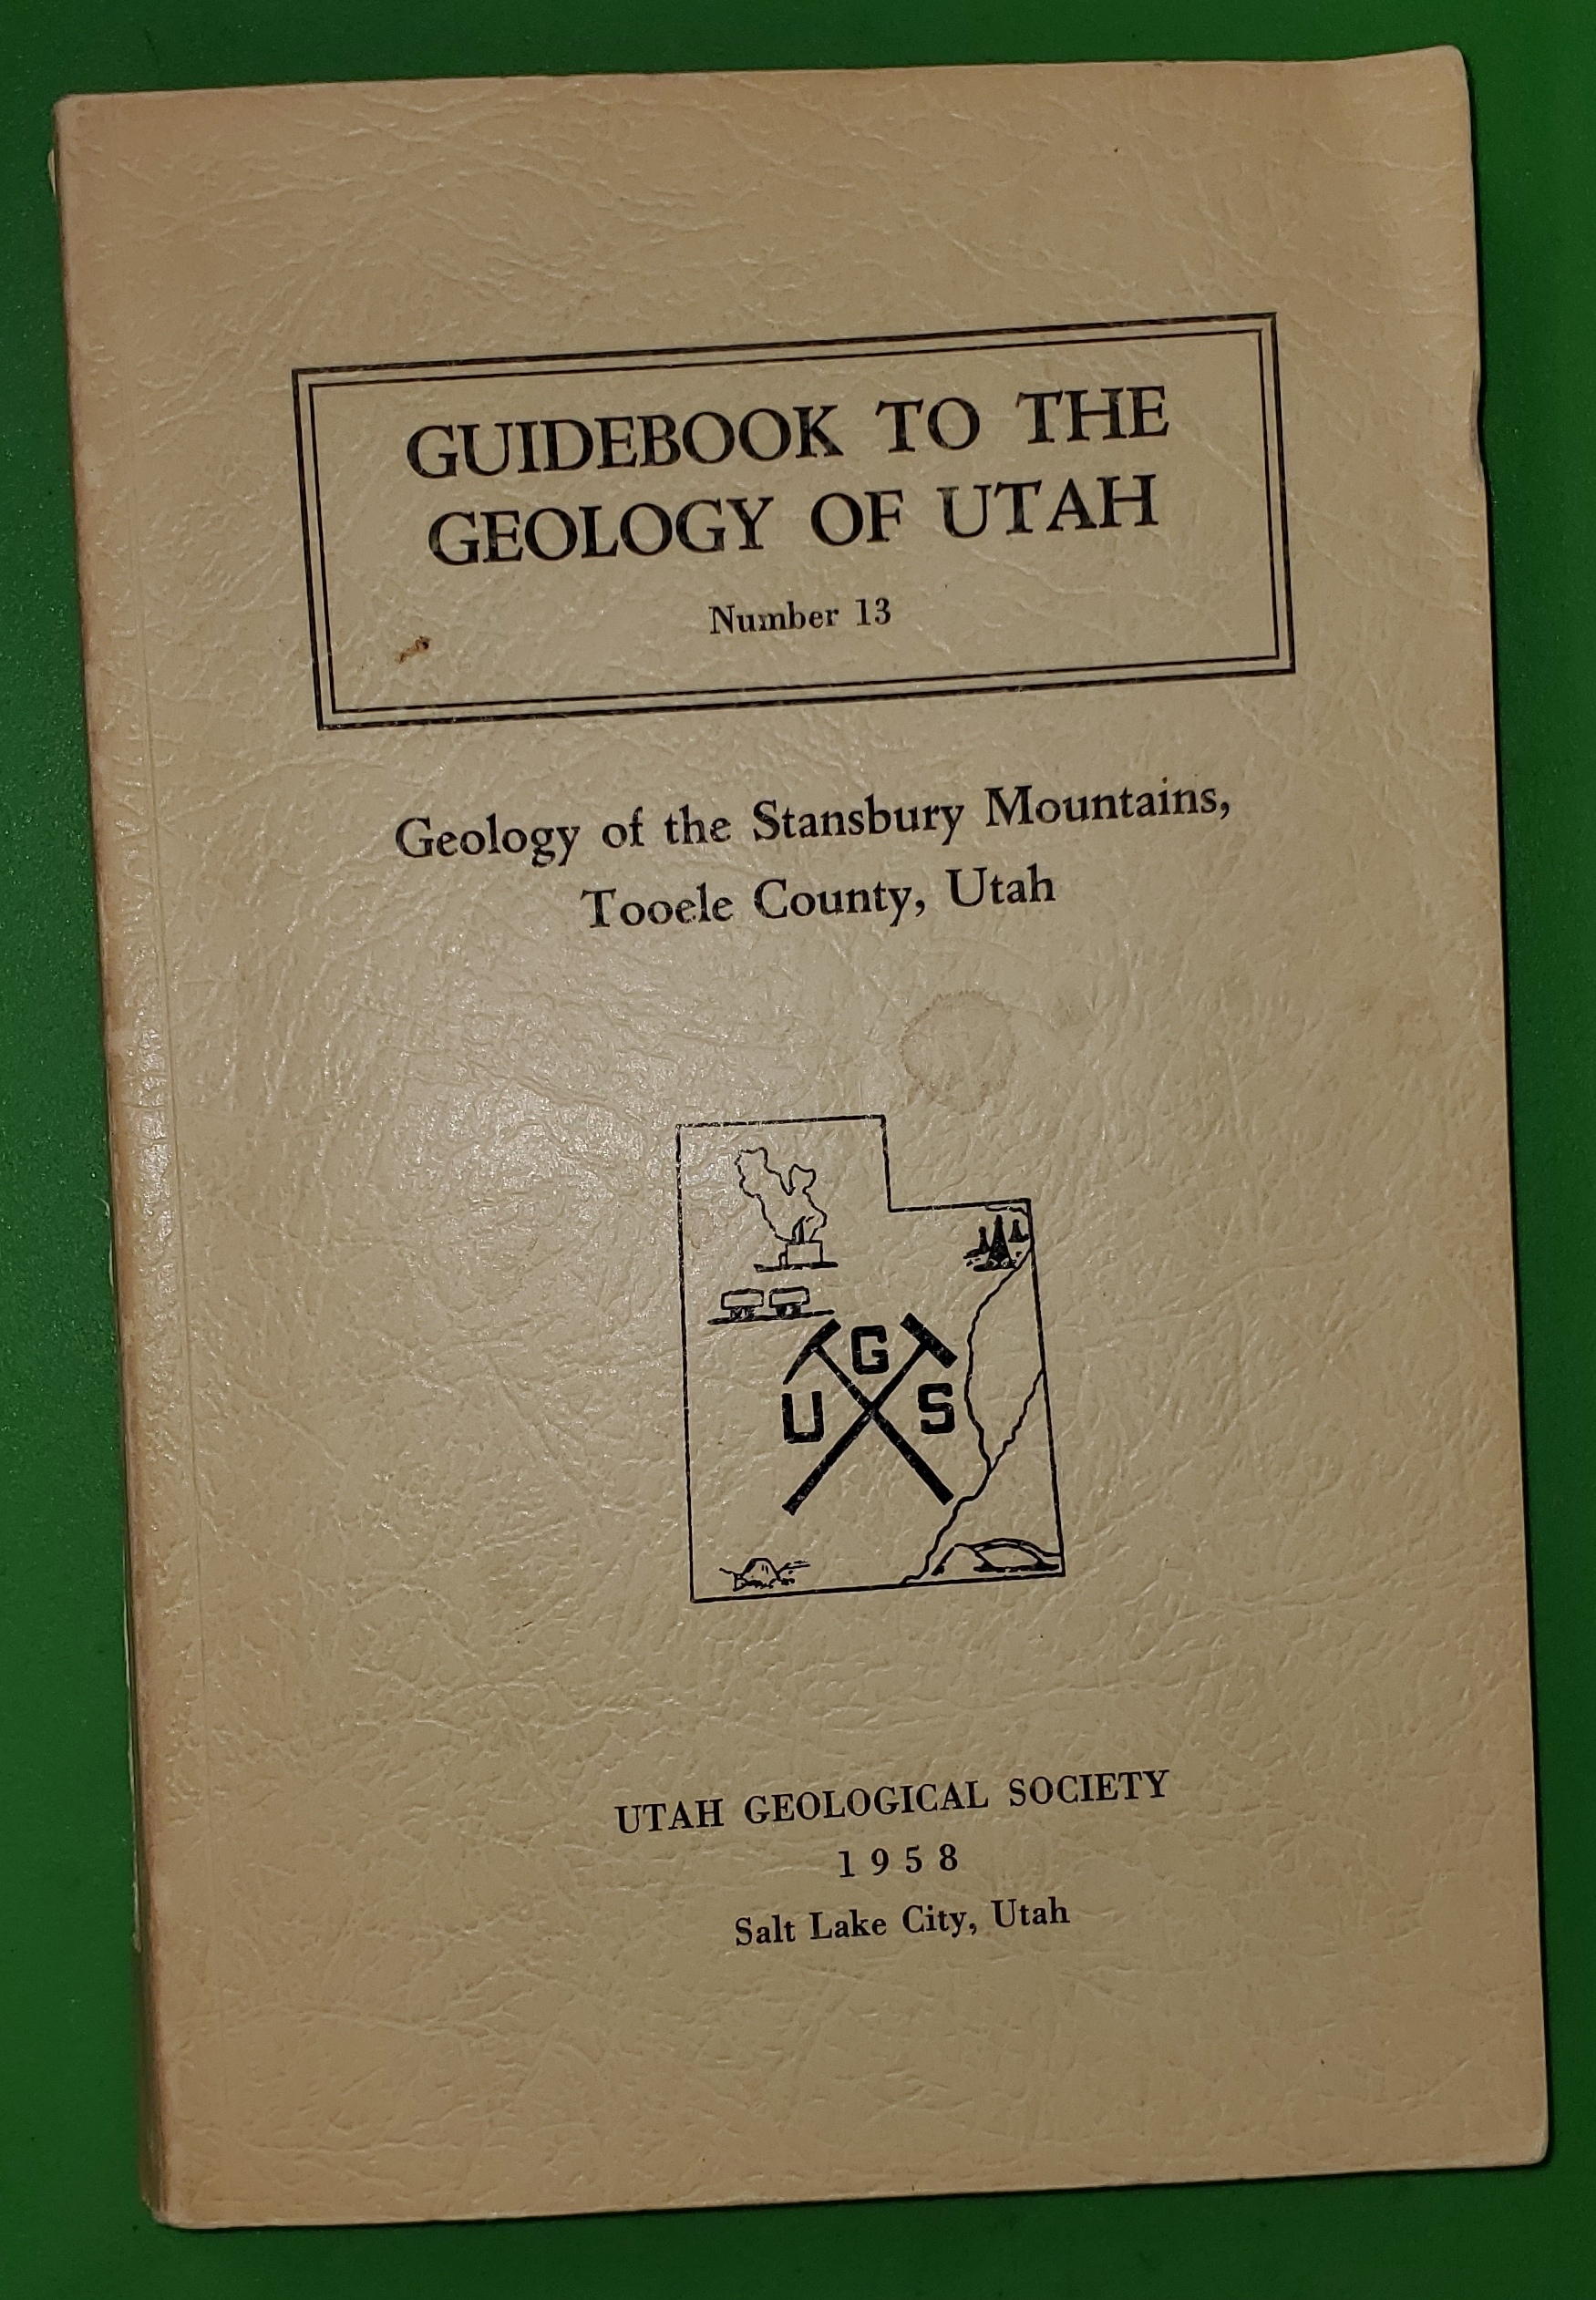 GUIDEBOOK TO THE
GEOLOGY OF UTAH
Number 13
Geology of the Stansbury Mountains,
Tooele County, Utah
G
U S
UTAH GEOLOGICAL SOCIETY
1958
Salt Lake City, Utah